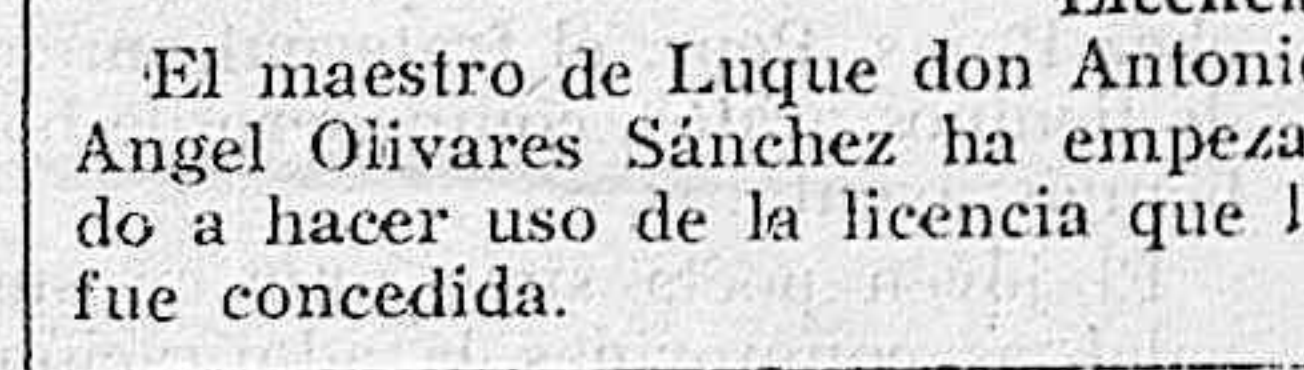 El maestro de Luque don Antoni
Angel Olivares Sánchez ha empeza
do a hacer uso de la licencia que l
fue concedida.